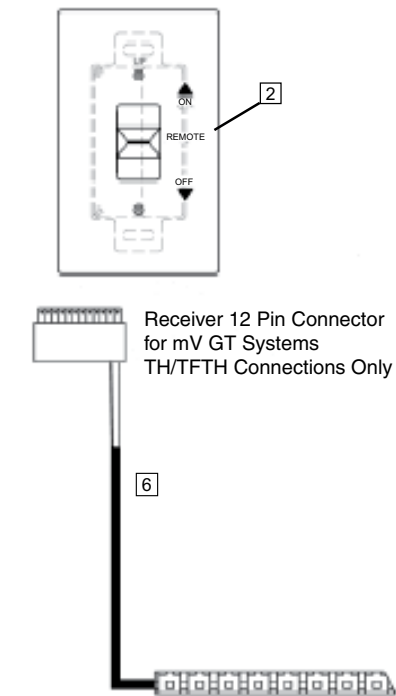 UP
ON
2
REMOTE
OFF
Receiver 12 Pin Connector
for mV GT Systems
TH/TFTH Connections Only
6